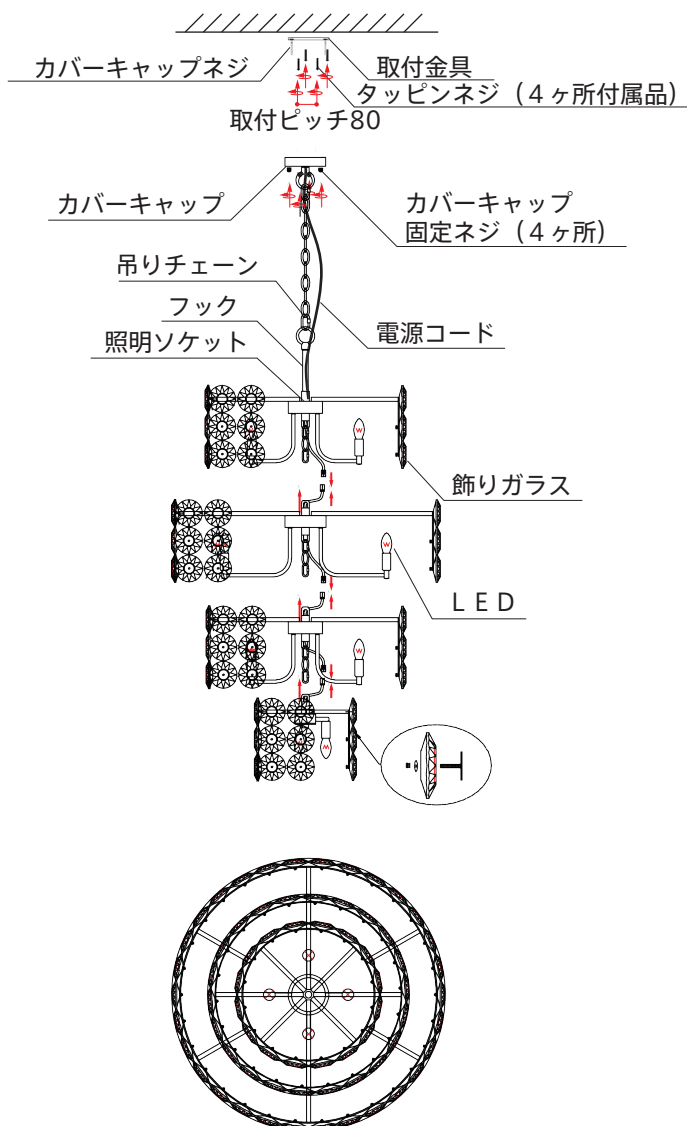 カバーキャップネジ
取付金具
タッピンネジ（４ヶ所付属品）
取付ピッチ80
カバーキャップ
カバーキャップ
固定ネジ（４ヶ所）
吊りチェーン
フック
電源コード
照明ソケット
飾りガラス
ＬＥＤ